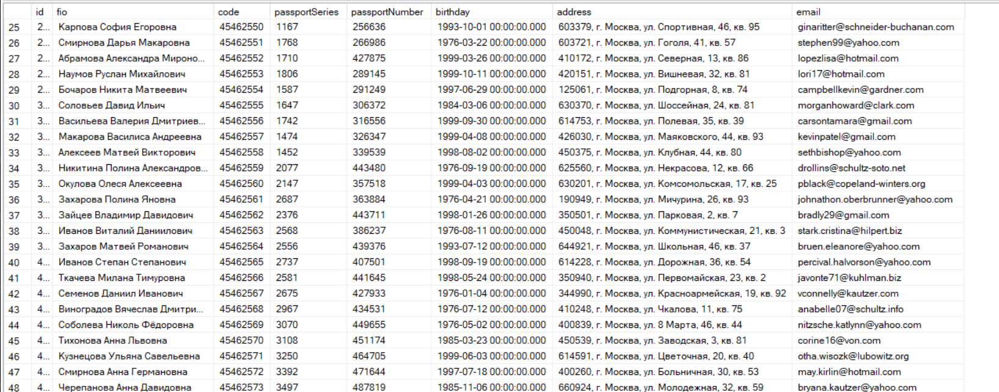 id fio code passportSeries passportNumber birthday address email
25 2... Карпова София Егоровна 45462550 1167 256636 1993-10-01 00:00:00.000 603379, г. Москва, ул. Спортивная, 46, кв. 95 ginaritter@schneider-buchanan.com
26 2... Смирнова Дарья Макаровна 45462551 1768 266986 1976-03-22 00:00:00.000 603721, г. Москва, ул. Гоголя, 41, кв. 57 stephen99@yahoo.com
27 2... Абрамова Александра Мироно... 45462552 1710 427875 1999-03-26 00:00:00.000 410172, г. Москва, ул. Северная, 13, кв. 86 lopezlisa@hotmail.com
28 2... Наумов Руслан Михайлович 45462553 1806 289145 1999-10-11 00:00:00.000 420151, г. Москва, ул. Вишневая, 32, кв. 81 lori17@hotmail.com
29 2... Бочаров Никита Матвеевич 45462554 1587 291249 1997-06-29 00:00:00.000 125061, г. Москва, ул. Подгорная, 8, кв. 74 campbellkevin@gardner.com
30 3... Соловьев Давид Ильич 45462555 1647 306372 1984-03-06 00:00:00.000 630370, г. Москва, ул. Шоссейная, 24, кв. 81 morganhoward@clark.com
31 3... Васильева Валерия Дмитриев... 45462556 1742 316556 1999-09-30 00:00:00.000 614753, г. Москва, ул. Полевая, 35, кв. 39 carsontamara@gmail.com
32 3... Макарова Василиса Андреевна 45462557 1474 326347 1999-04-08 00:00:00.000 426030, г. Москва, ул. Маяковского, 44, кв. 93 kevinpatel@gmail.com
33 3... Алексеев Матвей Викторович 45462558 1452 339539 1998-08-02 00:00:00.000 450375, г. Москва, ул. Клубная, 44, кв. 80 sethbishop@yahoo.com
34 3... Никитина Полина Александров... 45462559 2077 443480 1976-09-19 00:00:00.000 625560, г. Москва, ул. Некрасова, 12, кв. 66 drollins@schultz-soto.net
35 3... Окулова Олеся Алексеевна 45462560 2147 357518 1999-04-03 00:00:00.000 630201, г. Москва, ул. Комсомольская, 17, кв. 25 pblack@copeland-winters.org
36 3... Захарова Полина Яновна 45462561 2687 363884 1976-04-21 00:00:00.000 190949, г. Москва, ул. Мичурина, 26, кв. 93 johnathon.oberbrunner@yahoo.com
37 3... Зайцев Владимир Давидович 45462562 2376 443711 1998-01-26 00:00:00.000 350501, г. Москва, ул. Парковая, 2, кв. 7 bradly29@gmail.com
38 3... Иванов Виталий Даниилович 45462563 2568 386237 1976-08-11 00:00:00.000 450048, г. Москва, ул. Коммунистическая, 21, кв. 3 stark.cristina@hilpert.biz
39 3... Захаров Матвей Романович 45462564 2556 439376 1993-07-12 00:00:00.000 644921, г. Москва, ул. Школьная, 46, кв. 37 bruen.eleanore@yahoo.com
40 4... Иванов Степан Степанович 45462565 2737 407501 1998-09-19 00:00:00.000 614228, г. Москва, ул. Дорожная, 36, кв. 54 percival.halvorson@yahoo.com
41 4... Ткачева Милана Тимуровна 45462566 2581 441645 1998-05-24 00:00:00.000 350940, г. Москва, ул. Первомайская, 23, кв. 2 javonte71@kuhlman.biz
42 4... Семенов Даниил Иванович 45462567 2675 427933 1976-01-04 00:00:00.000 344990, г. Москва, ул. Красноармейская, 19, кв. 92 vconnelly@kautzer.com
43 4... Виноградов Вячеслав Дмитри... 45462568 2967 434531 1976-07-12 00:00:00.000 410248, г. Москва, ул. Чкалова, 11, кв. 75 anabelle07@schultz.info
44 4... Соболева Николь Фёдоровна 45462569 3070 449655 1976-05-02 00:00:00.000 400839, г. Москва, ул. 8 Марта, 46, кв. 44 nitzsche.katlynn@yahoo.com
45 4... Тихонова Анна Львовна 45462570 3108 451174 1985-03-23 00:00:00.000 450539, г. Москва, ул. Заводская, 3, кв. 81 corine16@von.com
46 4... Кузнецова Ульяна Савельевна 45462571 3250 464705 1999-06-03 00:00:00.000 614591, г. Москва, ул. Цветочная, 20, кв. 40 otha.wisozk@lubowitz.org
47 4... Смирнова Анна Германовна 45462572 3392 471644 1997-07-18 00:00:00.000 400260, г. Москва, ул. Больничная, 30, кв. 53 may.kirlin@hotmail.com
48 4... Черепанова Анна Давидовна 45462573 3497 487819 1985-11-06 00:00:00.000 660924, г. Москва, ул. Молодежная, 32, кв. 59 bryana.kautzer@yahoo.com